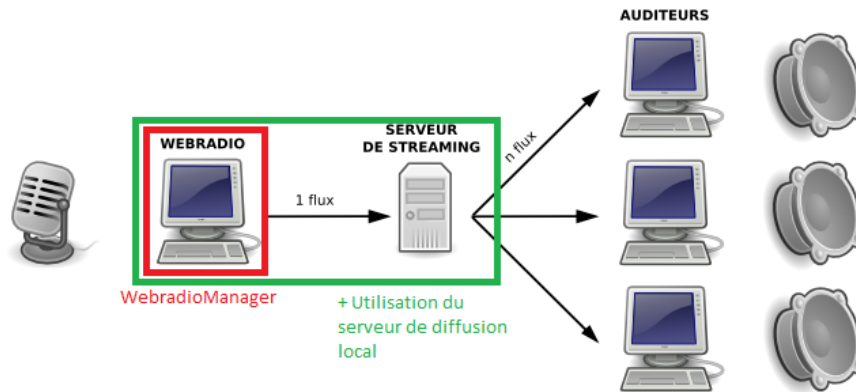 AUDITEURS
WEBRADIO
SERVEUR
DE STREAMING
1 flux
n flux
WebradioManager
+ Utilisation du
serveur de diffusion
local